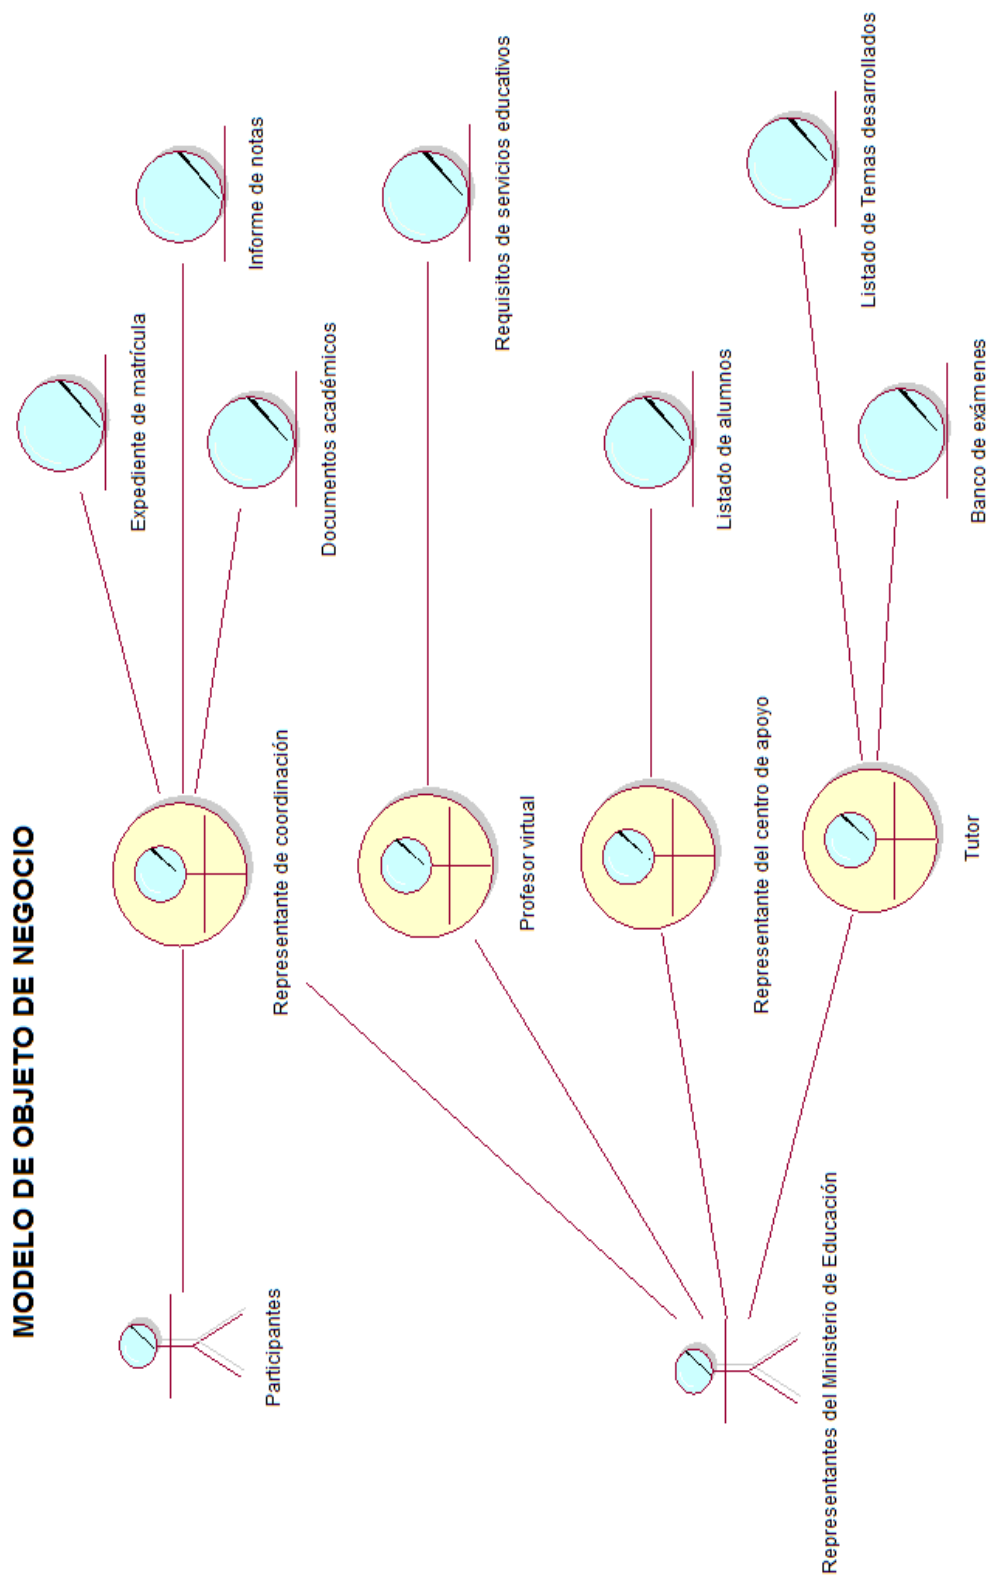 MODELO DE OBJETO DE NEGOCIO
Expediente de matrícula
Informe de notas
Documentos académicos
Participantes
Representante de coordinación
Requisitos de servicios educativos
Profesor virtual
Listado de alumnos
Representante del centro de apoyo
Listado de Temas desarrollados
Representantes del Ministerio de Educación
Banco de exámenes
Tutor